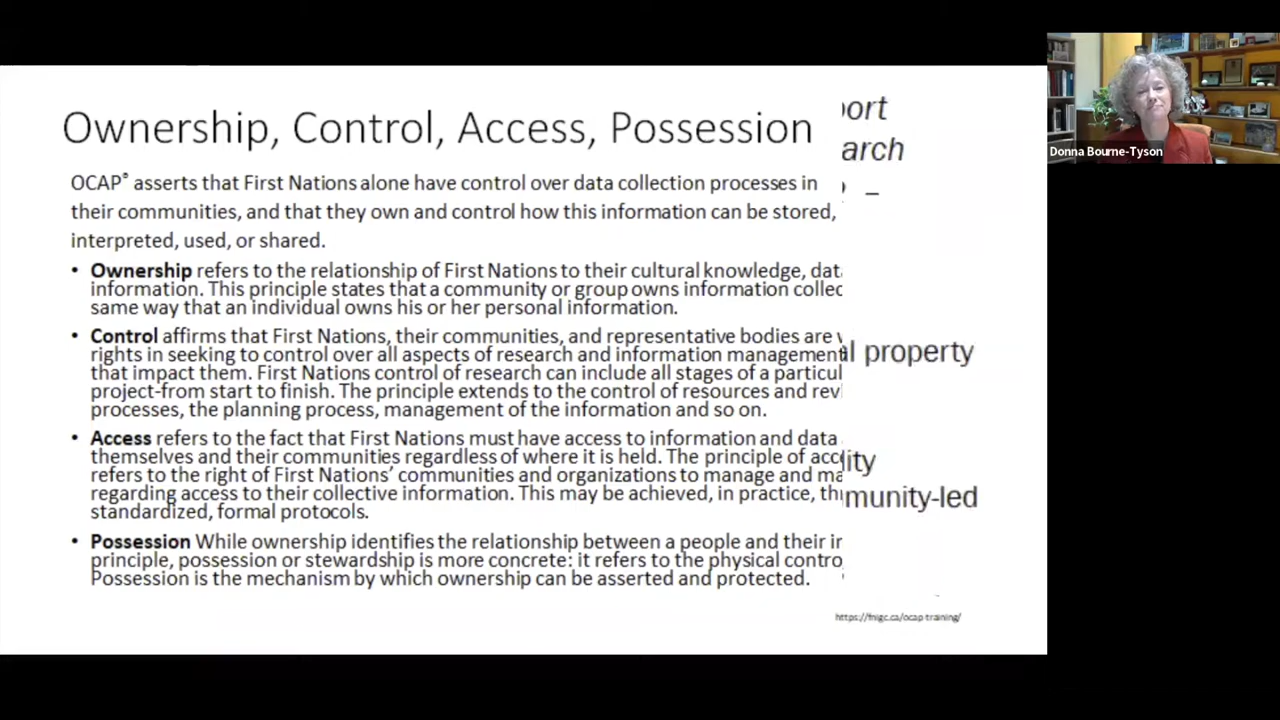 Ownership, Control, Access, Possession
OCAP® asserts that First Nations alone have control over data collection processes in
their communities, and that they own and control how this information can be stored,
interpreted, used, or shared.
• Ownership refers to the relationship of First Nations to their cultural knowledge,
information. This principle states that a community or group owns information
same way that an individual owns his or her personal information.
• Control affirms that First Nations, their communities, and representative bodies are
rights in seeking to control over all aspects of research and information management
that impact them. First Nations control of research can include all stages of a
project-from start to finish. The principle extends to the control of resources and
processes, the planning process, management of the information and so on.
• Access refers to the fact that First Nations must have access to information and data
themselves and their communities regardless of where it is held. The principle of
refers to the right of First Nations’ communities and organizations to manage and
regarding access to their collective information. This may be achieved, in practice,
standardized, formal protocols.
• Possession While ownership identifies the relationship between a people and their
principle, possession or stewardship is more concrete: it refers to the physical
Possession is the mechanism by which ownership can be asserted and protected.
ort
arch
–
l property
ity
munity-led
https://fnigc.ca/ocap-training/
Donna Bourne-Tyson